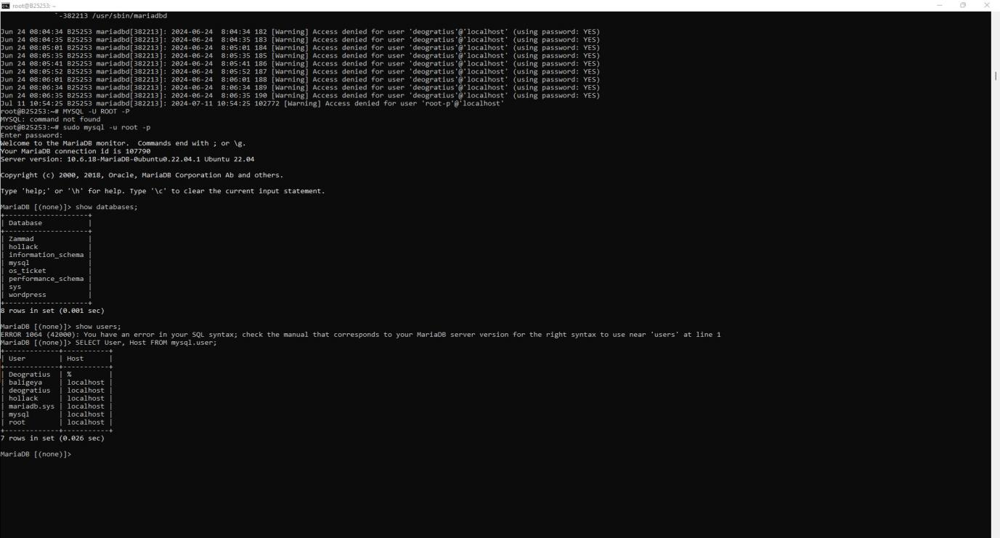 root@B25253: ~
`-382213 /usr/sbin/mariadbd
Jun 24 08:04:34 B25253 mariadbd[382213]: 2024-06-24  8:04:34 182 [Warning] Access denied for user 'deogratius'@'localhost' (using password: YES)
Jun 24 08:04:35 B25253 mariadbd[382213]: 2024-06-24  8:04:35 183 [Warning] Access denied for user 'deogratius'@'localhost' (using password: YES)
Jun 24 08:05:01 B25253 mariadbd[382213]: 2024-06-24  8:05:01 184 [Warning] Access denied for user 'deogratius'@'localhost' (using password: YES)
Jun 24 08:05:35 B25253 mariadbd[382213]: 2024-06-24  8:05:35 185 [Warning] Access denied for user 'deogratius'@'localhost' (using password: YES)
Jun 24 08:05:41 B25253 mariadbd[382213]: 2024-06-24  8:05:41 186 [Warning] Access denied for user 'deogratius'@'localhost' (using password: YES)
Jun 24 08:05:52 B25253 mariadbd[382213]: 2024-06-24  8:05:52 187 [Warning] Access denied for user 'deogratius'@'localhost' (using password: YES)
Jun 24 08:06:01 B25253 mariadbd[382213]: 2024-06-24  8:06:01 188 [Warning] Access denied for user 'deogratius'@'localhost' (using password: YES)
Jun 24 08:06:34 B25253 mariadbd[382213]: 2024-06-24  8:06:34 189 [Warning] Access denied for user 'deogratius'@'localhost' (using password: YES)
Jun 24 08:06:35 B25253 mariadbd[382213]: 2024-06-24  8:06:35 190 [Warning] Access denied for user 'deogratius'@'localhost' (using password: YES)
Jul 11 10:54:25 B25253 mariadbd[382213]: 2024-07-11 10:54:25 102772 [Warning] Access denied for user 'root-p'@'localhost'
root@B25253:~# MYSQL -U ROOT -P
MYSQL: command not found
root@B25253:~# sudo mysql -u root -p
Enter password:
Welcome to the MariaDB monitor.  Commands end with ; or \g.
Your MariaDB connection id is 107790
Server version: 10.6.18-MariaDB-0ubuntu0.22.04.1 Ubuntu 22.04
Copyright (c) 2000, 2018, Oracle, MariaDB Corporation Ab and others.
Type 'help;' or '\h' for help. Type '\c' to clear the current input statement.
MariaDB [(none)]> show databases;
+--------------------+
| Database           |
+--------------------+
| Zammad             |
| hollack            |
| information_schema |
| mysql              |
| os_ticket          |
| performance_schema |
| sys                |
| wordpress          |
+--------------------+
8 rows in set (0.001 sec)
MariaDB [(none)]> show users;
ERROR 1064 (42000): You have an error in your SQL syntax; check the manual that corresponds to your MariaDB server version for the right syntax to use near 'users' at line 1
MariaDB [(none)]> SELECT User, Host FROM mysql.user;
+-------------+-----------+
| User        | Host      |
+-------------+-----------+
| Deogratius  | %         |
| baligeya    | localhost |
| deogratius  | localhost |
| hollack     | localhost |
| mariadb.sys | localhost |
| mysql       | localhost |
| root        | localhost |
+-------------+-----------+
7 rows in set (0.026 sec)
MariaDB [(none)]>